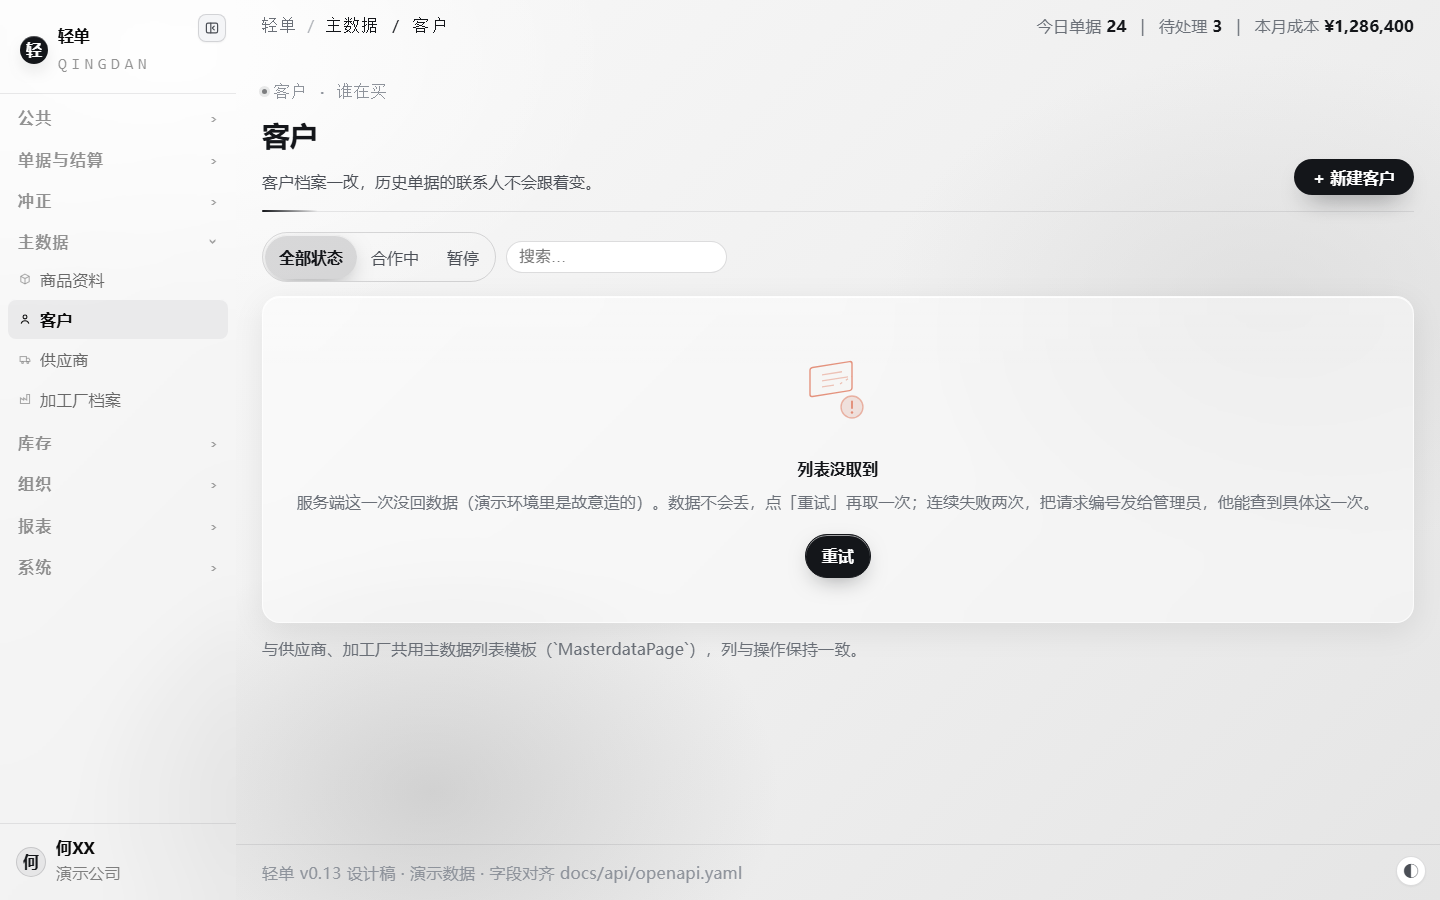 轻
轻单
QINGDAN
公共
单据与结算
冲正
主数据
商品资料
客户
供应商
加工厂档案
库存
组织
报表
系统
何
何XX
演示公司
轻单 / 主数据 / 客户
今日单据 24 | 待处理 3 | 本月成本 ¥1,286,400
客户 · 谁在买
客户
客户档案一改，历史单据的联系人不会跟着变。
+ 新建客户
全部状态 合作中 暂停
搜索…
列表没取到
服务端这一次没回数据（演示环境里是故意造的）。数据不会丢，点「重试」再取一次；连续失败两次，把请求编号发给管理员，他能查到具体这一次。
重试
与供应商、加工厂共用主数据列表模板（`MasterdataPage`），列与操作保持一致。
轻单 v0.13 设计稿 · 演示数据 · 字段对齐 docs/api/openapi.yaml